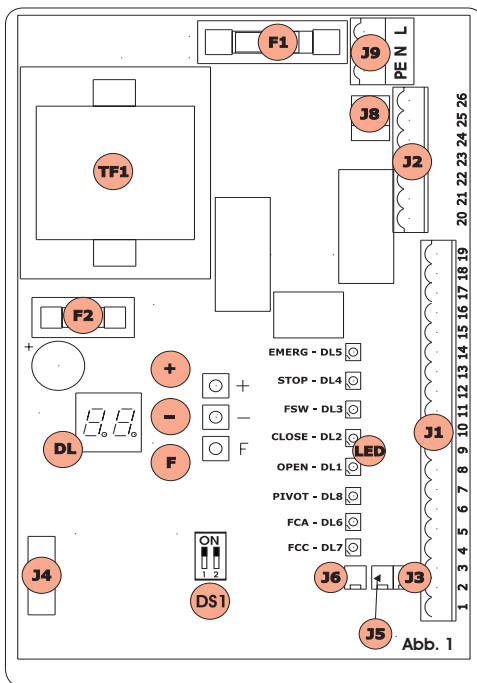 F1
J9
PE N L
J8
J2
26
25
24
23
22
21
20
TF1
19
18
17
16
15
14
13
12
11
10
9
8
7
6
5
4
3
2
1
J1
F2
+
+
-
F
+
-
F
8.8.
DL
EMERG - DL5
STOP - DL4
FSW - DL3
CLOSE - DL2
OPEN - DL1
PIVOT - DL8
FCA - DL6
FCC - DL7
LED
ON
1 2
DS1
J4
J6
J3
J5
Abb. 1